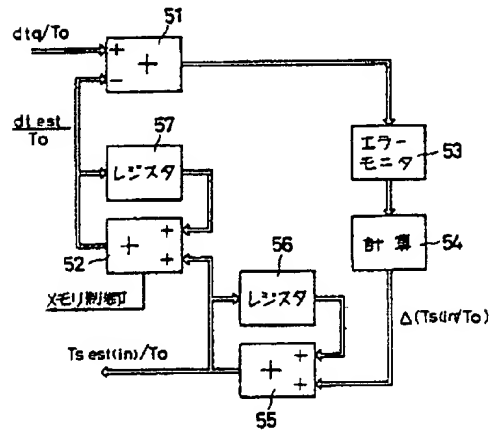 51
dtq/To
+
−
+
dt est
To
57
レジスタ
エラー
モニタ
53
+
+
+
52
計算
54
56
レジスタ
メモリ制御
Ts est(in)/To
Δ(Ts(in)/To)
+
+
+
55